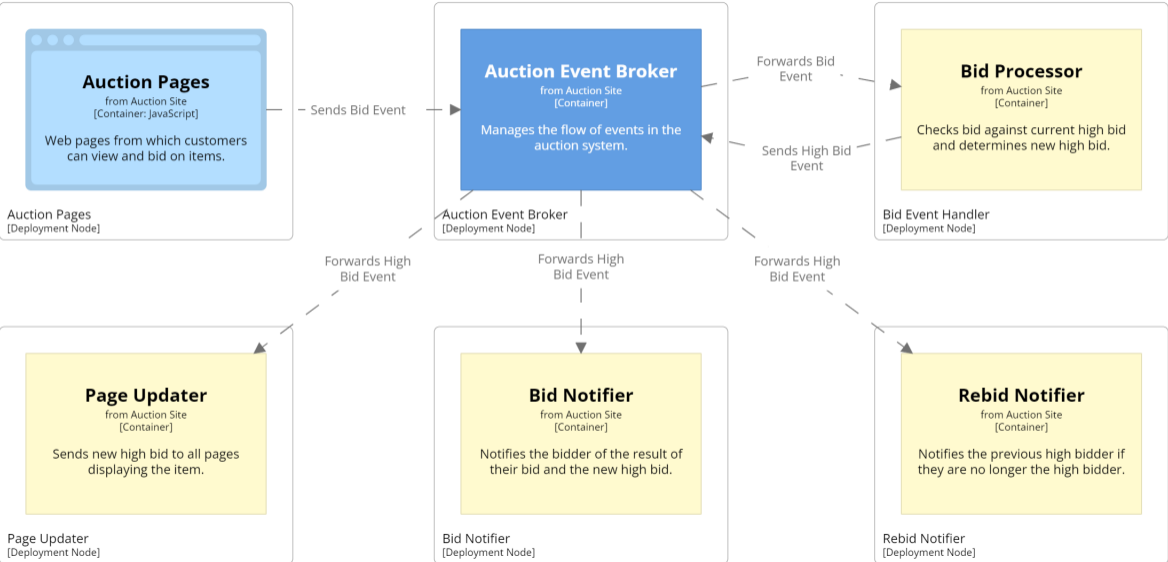 Auction Pages
from Auction Site
[Container: JavaScript]
Web pages from which customers
can view and bid on items.
Auction Pages
[Deployment Node]
Sends Bid Event
Auction Event Broker
from Auction Site
[Container]
Manages the flow of events in the
auction system.
Auction Event Broker
[Deployment Node]
Forwards Bid
Event
Sends High Bid
Event
Bid Processor
from Auction Site
[Container]
Checks bid against current high bid
and determines new high bid.
Bid Event Handler
[Deployment Node]
Forwards High
Bid Event
Forwards High
Bid Event
Forwards High
Bid Event
Page Updater
from Auction Site
[Container]
Sends new high bid to all pages
displaying the item.
Page Updater
[Deployment Node]
Bid Notifier
from Auction Site
[Container]
Notifies the bidder of the result of
their bid and the new high bid.
Bid Notifier
[Deployment Node]
Rebid Notifier
from Auction Site
[Container]
Notifies the previous high bidder if
they are no longer the high bidder.
Rebid Notifier
[Deployment Node]